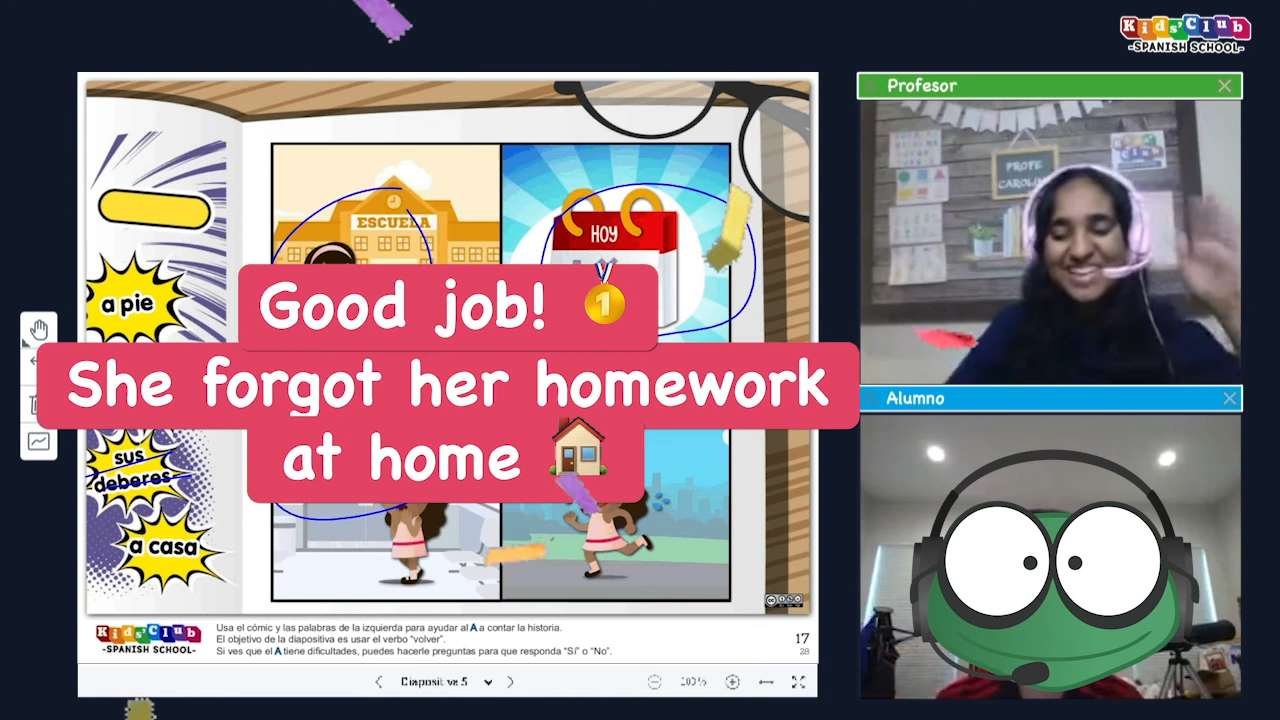 Kids'Club
-SPANISH SCHOOL-
Profesor
PROFE
ESCUELA
HOY
a pie
Good job!
1
She forgot her homework
at home
Alumno
sus
deberes
a casa
Kids'Club
-SPANISH SCHOOL-
Usa el cómic y las palabras de la izquierda para ayudar al A a contar la historia.
El objetivo de la diapositiva es usar el verbo "volver".
Si ves que el A tiene dificultades, puedes hacerle preguntas para que responda "Sí" o "No".
17
28